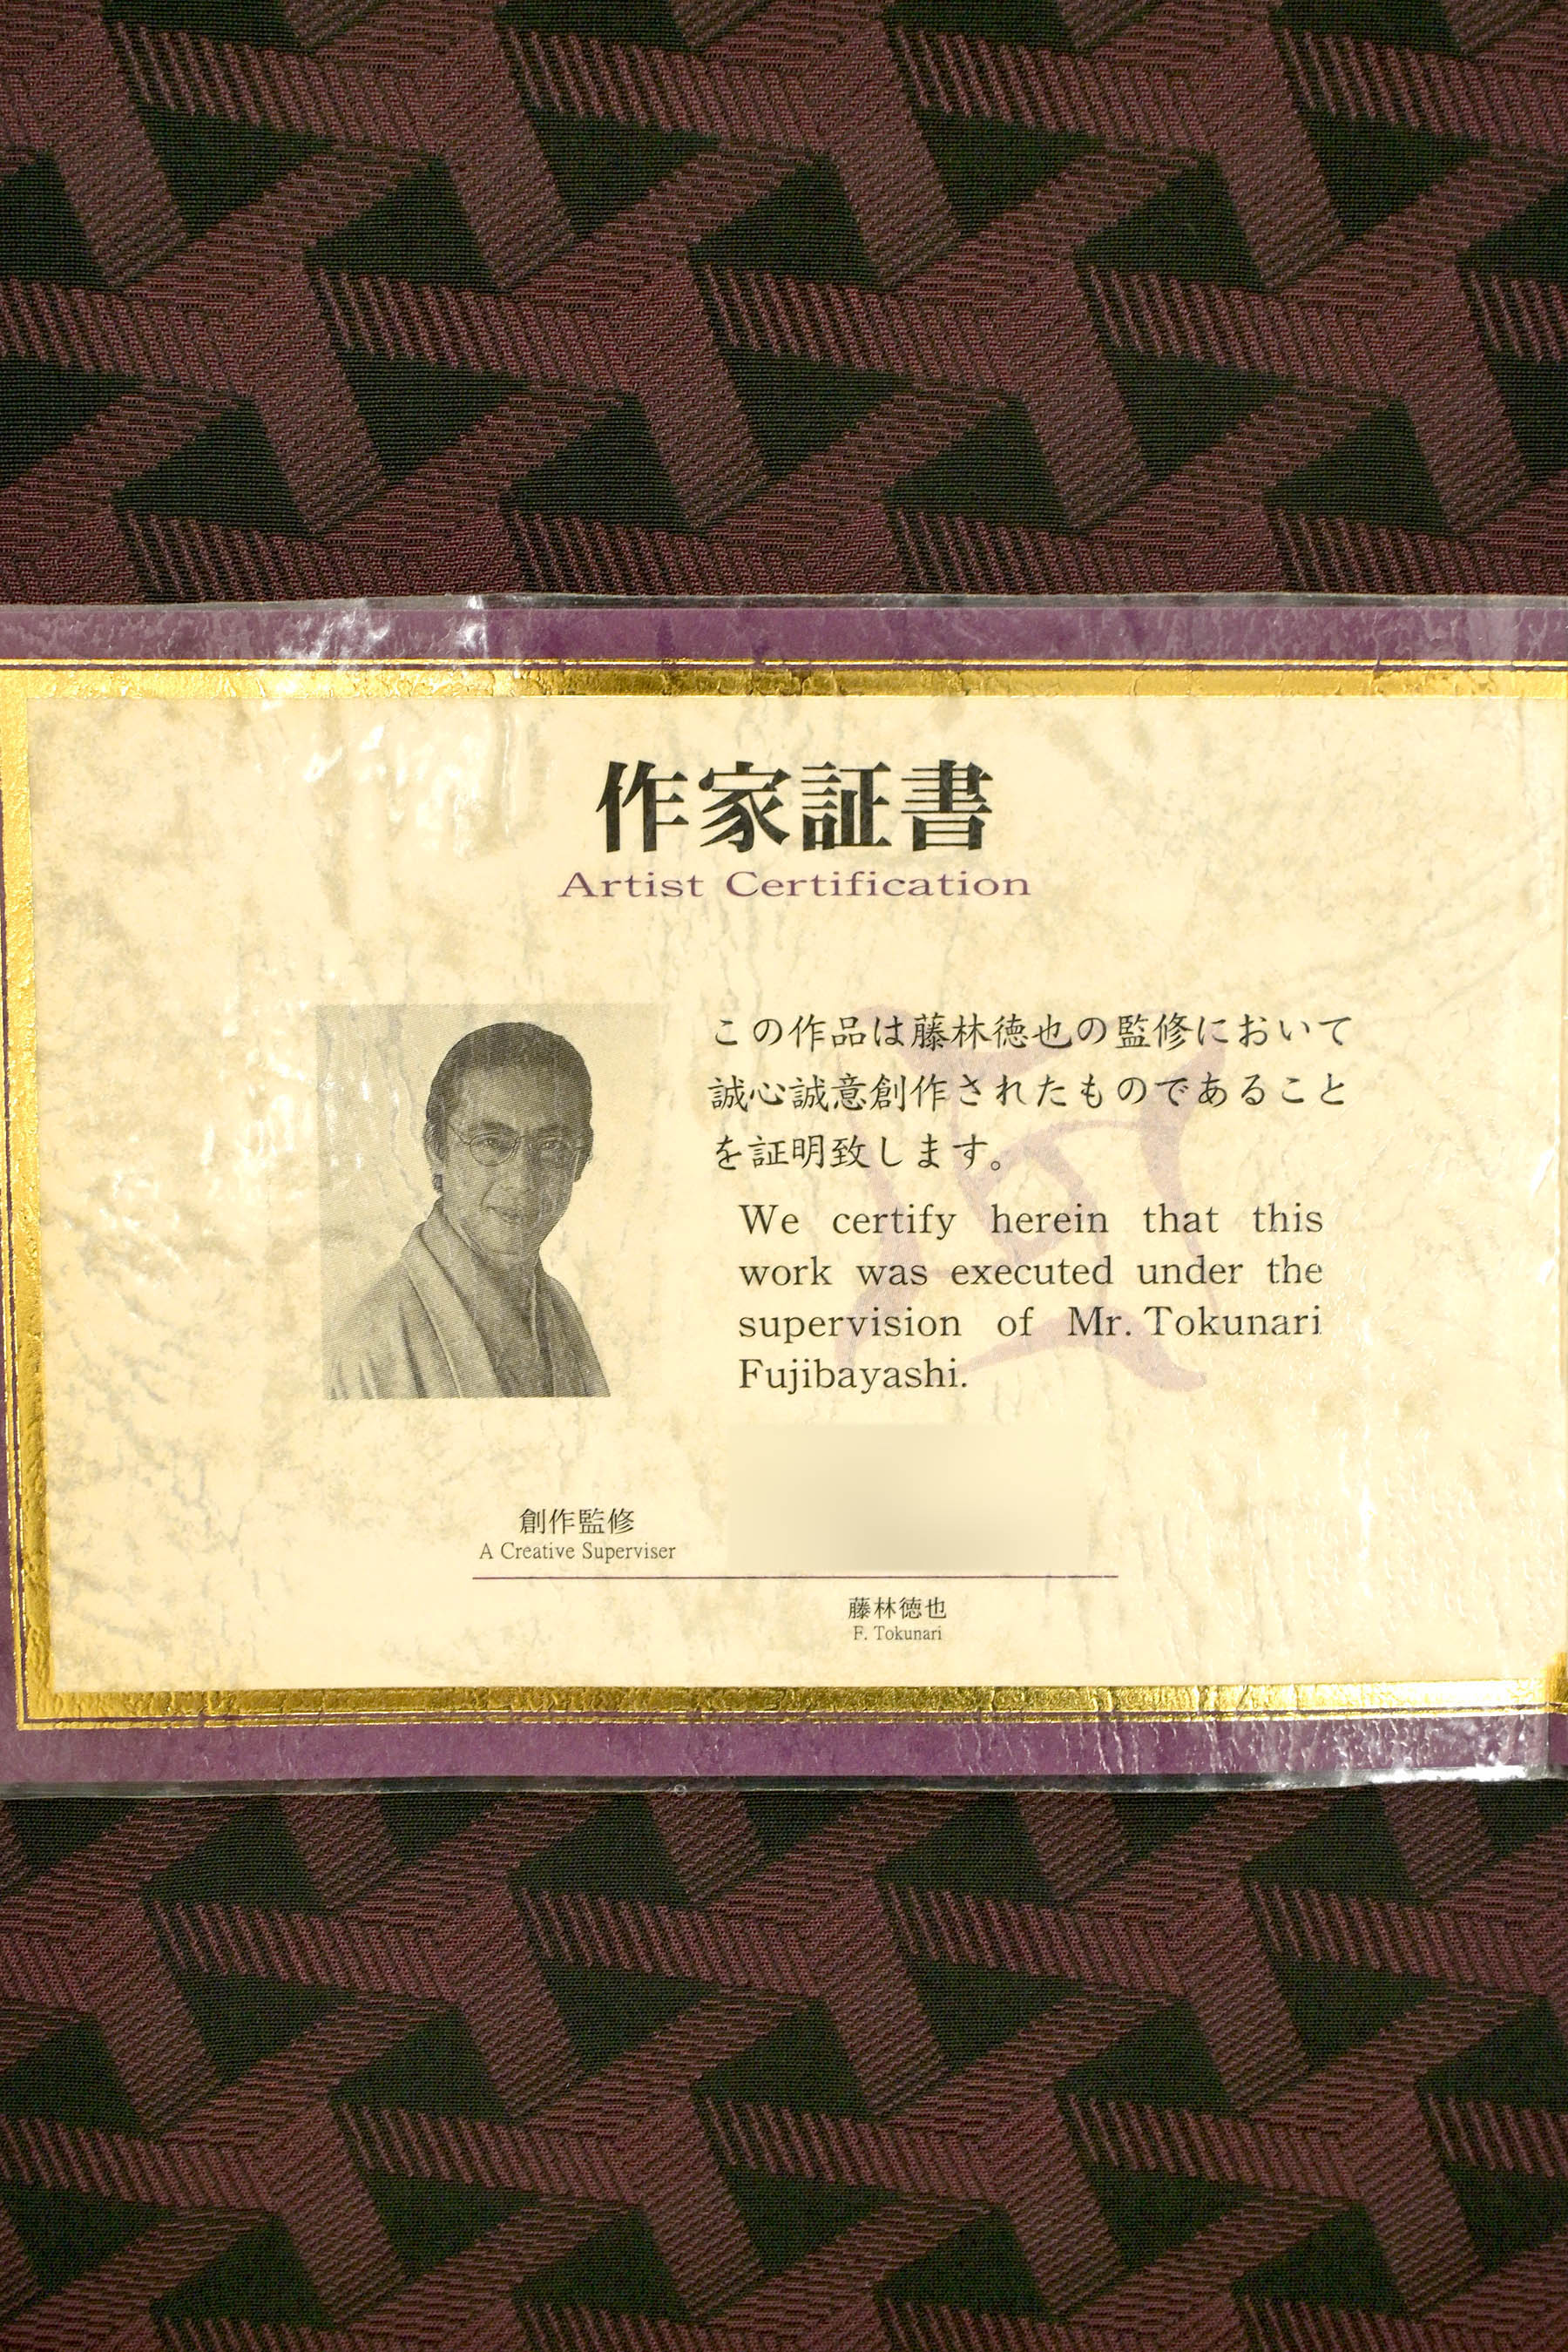 作家証書
Artist Certification
この作品は藤林徳也の監修において
誠心誠意創作されたものであること
を証明致します。
We certify herein that this
work was executed under the
supervision of Mr. Tokunari
Fujibayashi.
創作監修
A Creative Superviser
藤林徳也
F. Tokunari